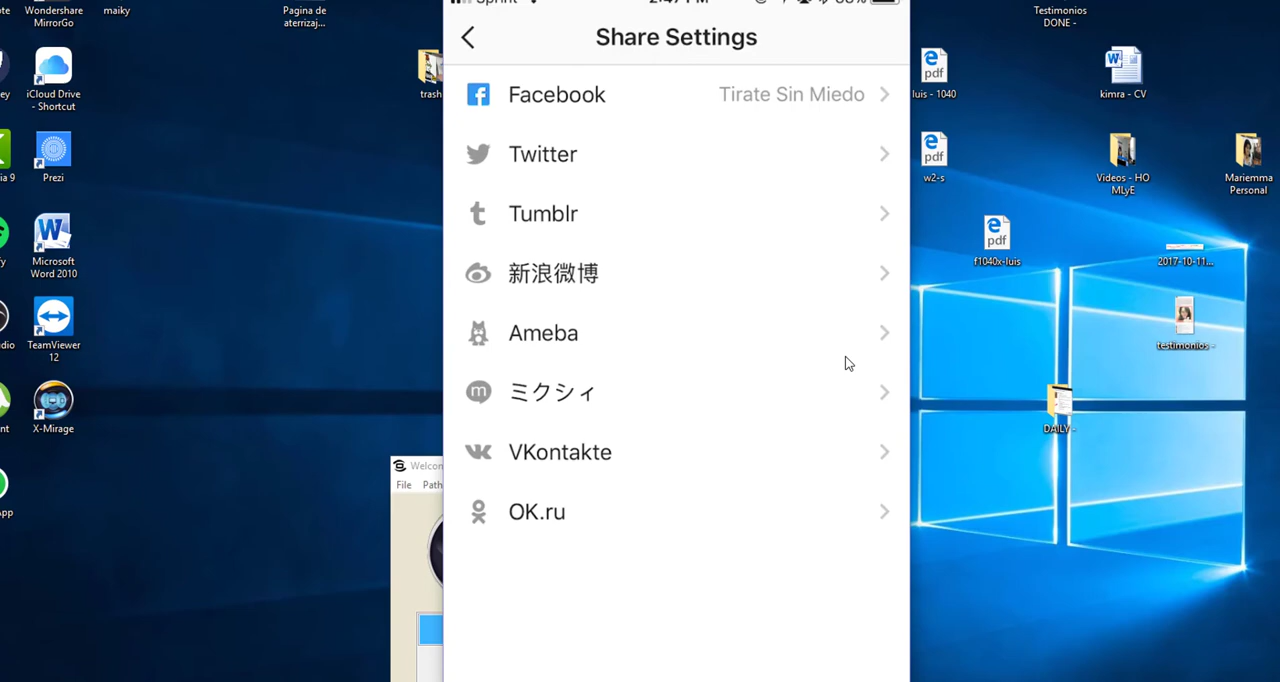 Wondershare
MirrorGo
maiky
Pagina de
aterrizaj...
iCloud Drive
- Shortcut
trash
Prezi
Microsoft
Word 2010
TeamViewer
12
X-Mirage
File
Share Settings
Facebook
Tirate Sin Miedo
Twitter
Tumblr
新浪微博
Ameba
ミクシィ
VKontakte
OK.ru
Testimonios
DONE -
pdf
luis - 1040
kimra - CV
pdf
w2-s
Videos - HO
MLyE
Mariemma
Personal
pdf
f1040x-luis
2017-10-11...
testimonios -
DAILY -